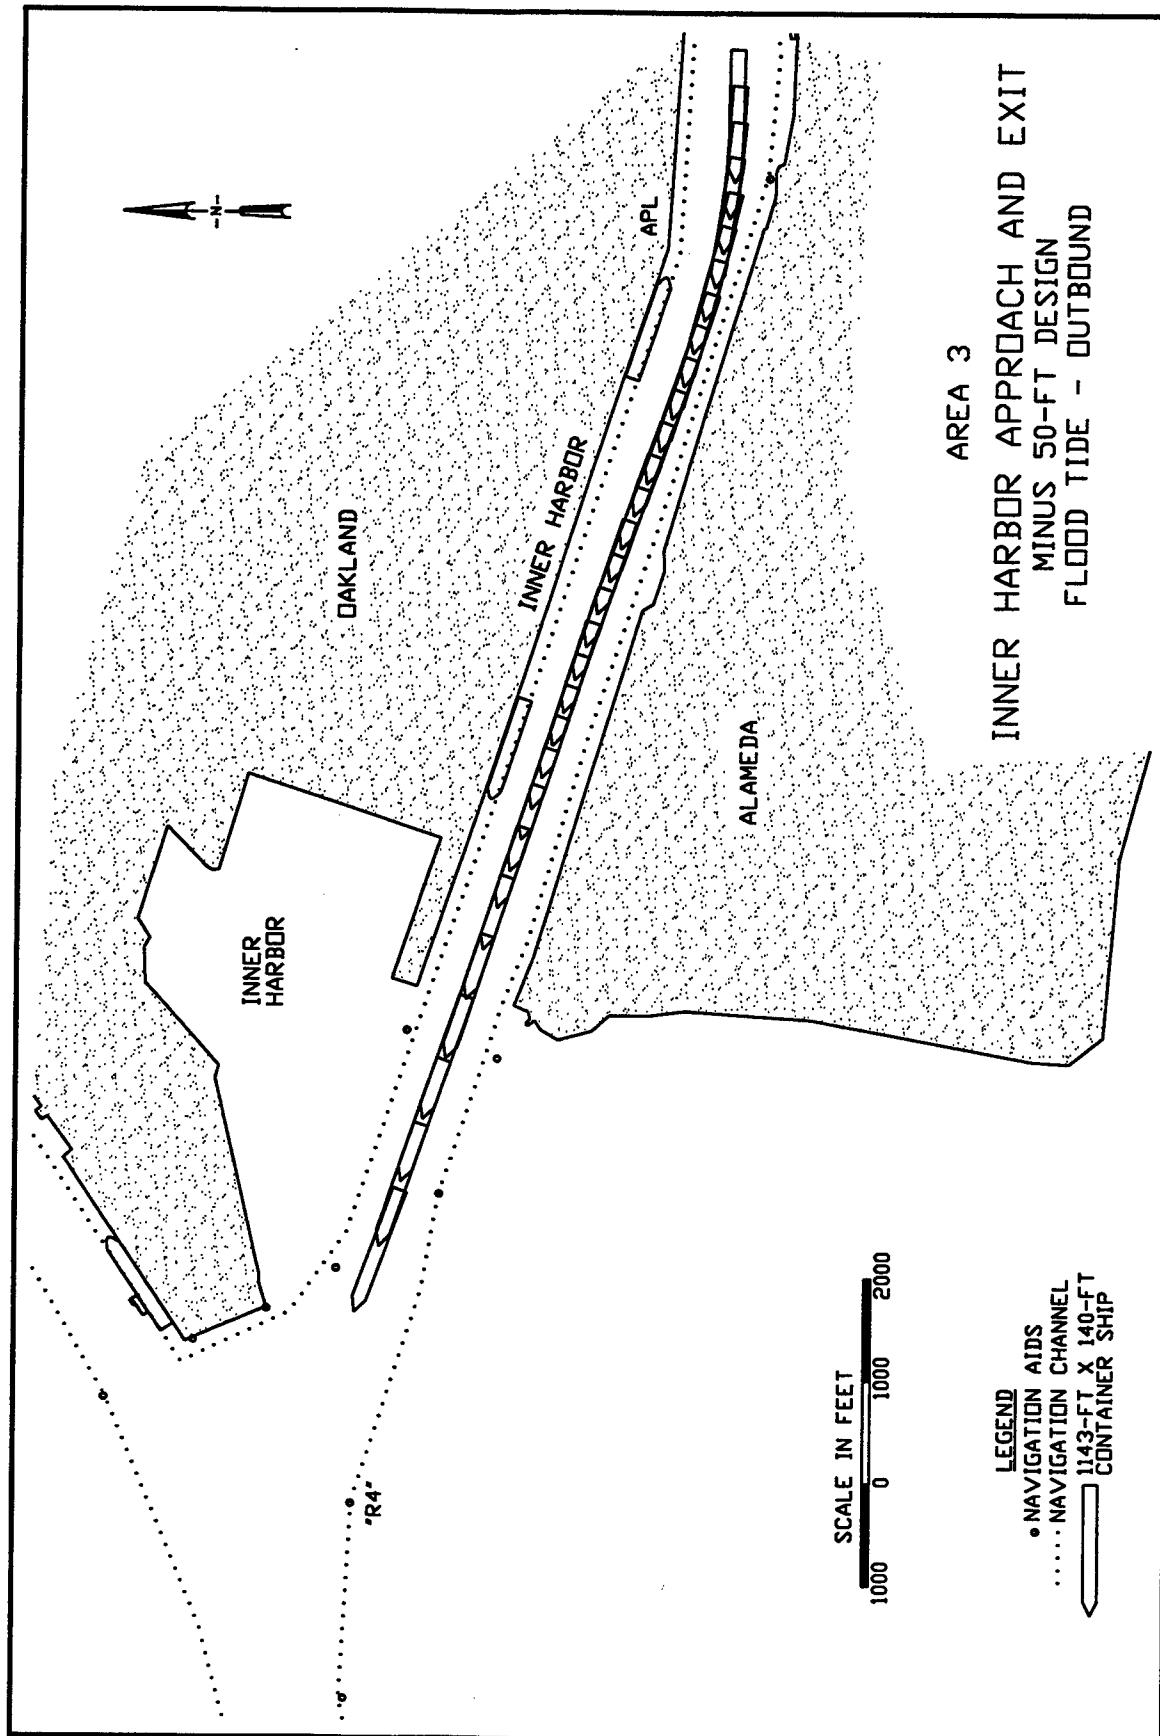 -N-
OAKLAND
INNER
HARBOR
INNER HARBOR
APL
ALAMEDA
"R4"
SCALE IN FEET
1000 0 1000 2000
LEGEND
NAVIGATION AIDS
NAVIGATION CHANNEL
1143-FT X 140-FT
CONTAINER SHIP
AREA 3
INNER HARBOR APPROACH AND EXIT
MINUS 50-FT DESIGN
FLOOD TIDE - OUTBOUND